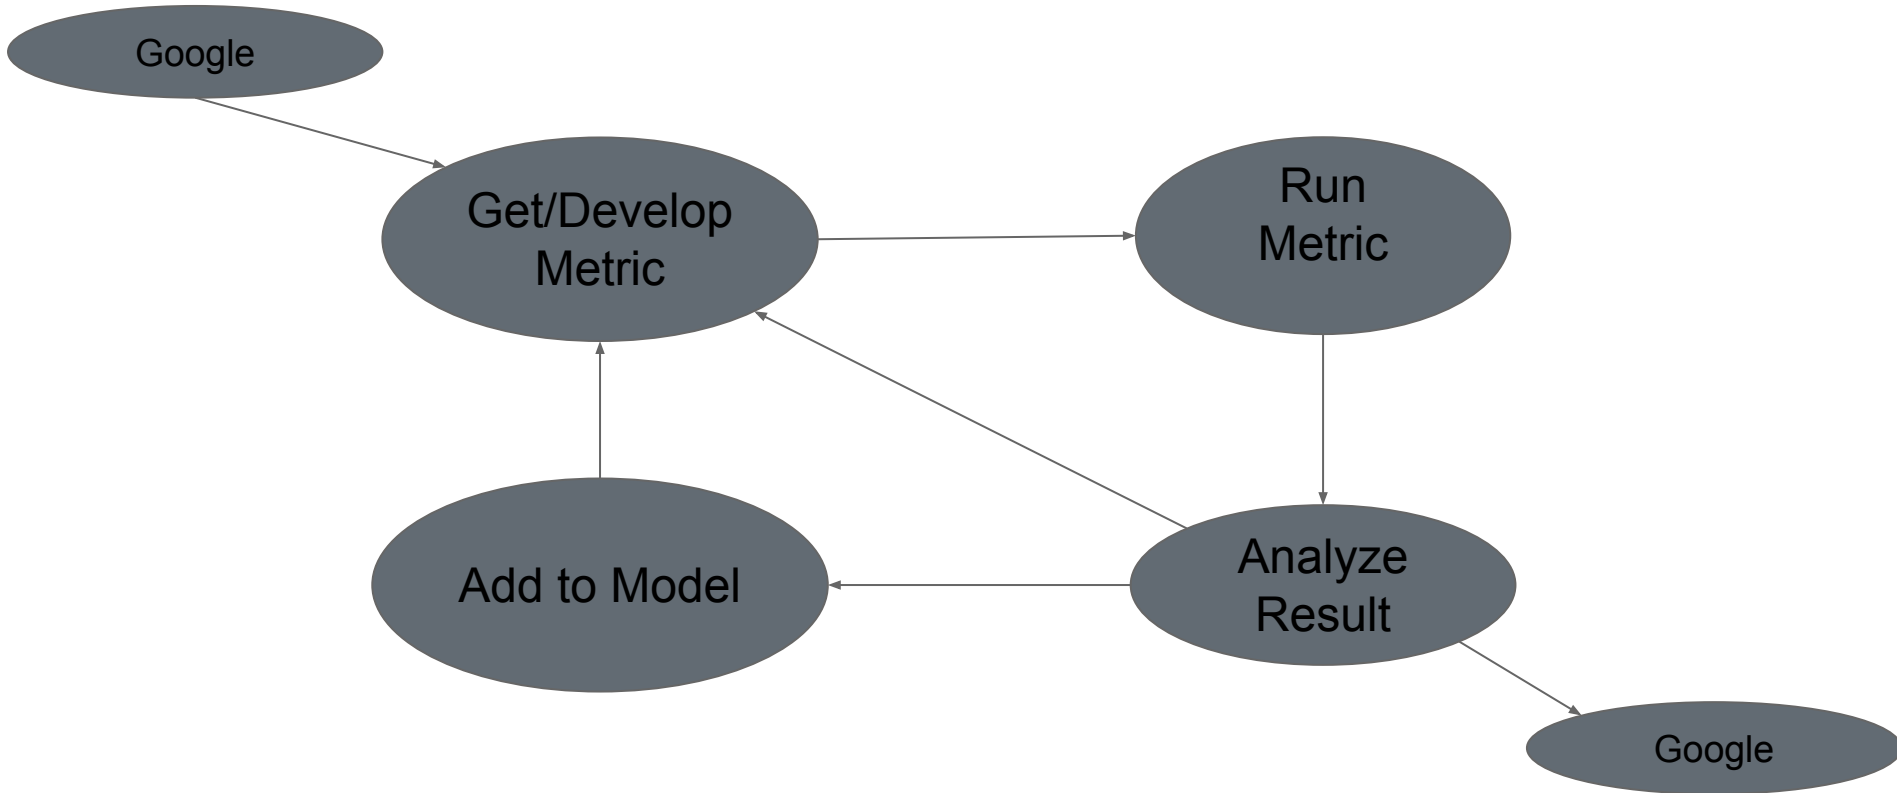 Google
Get/Develop
Metric
Run
Metric
Add to Model
Analyze
Result
Google